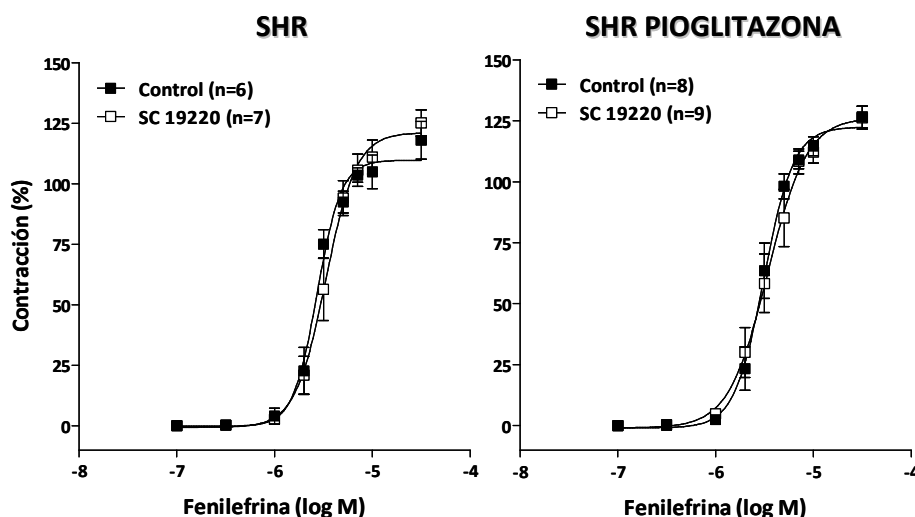 SHR
SHR PIOGLITAZONA
150
125
100
75
50
25
0
Contracción (%)
Control (n=6)
SC 19220 (n=7)
-8
-7
-6
-5
-4
Fenilefrina (log M)
150
125
100
75
50
25
0
Control (n=8)
SC 19220 (n=9)
-8
-7
-6
-5
-4
Fenilefrina (log M)